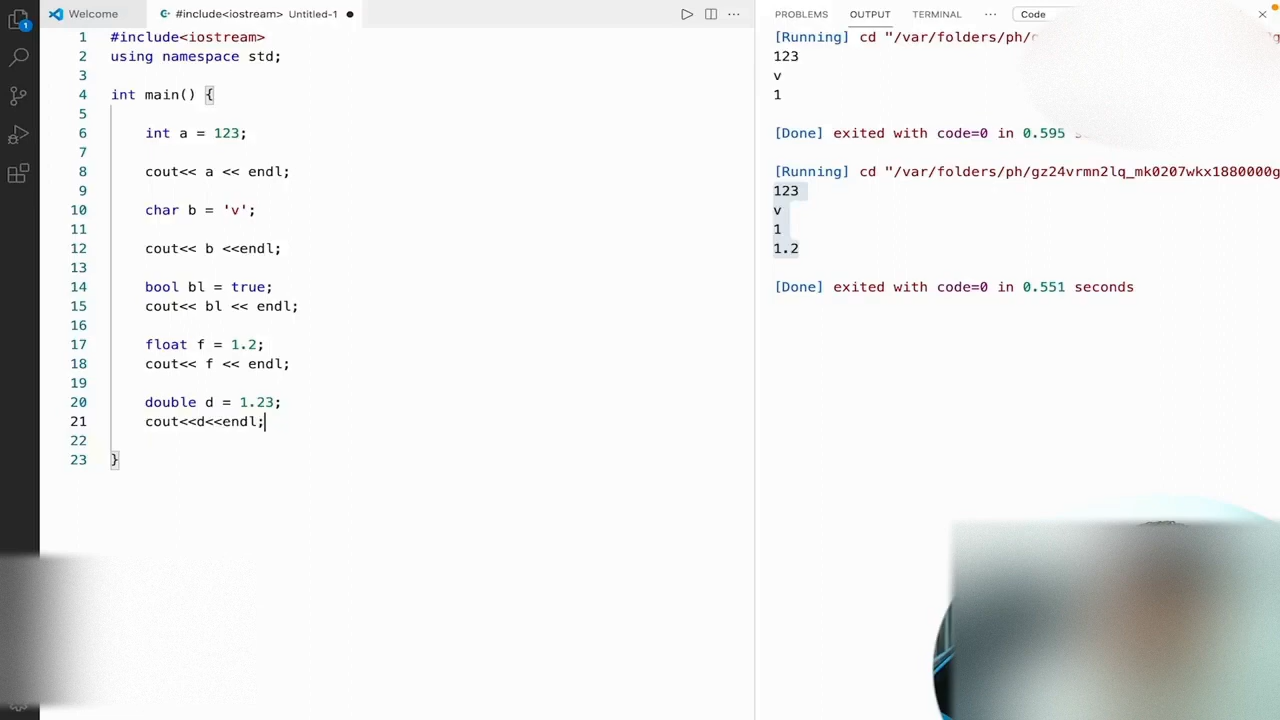 Welcome
#include<iostream> Untitled-1
1 #include<iostream>
2 using namespace std;
3
4 int main() {
5
6 int a = 123;
7
8 cout<< a << endl;
9
10 char b = 'v';
11
12 cout<< b <<endl;
13
14 bool bl = true;
15 cout<< bl << endl;
16
17 float f = 1.2;
18 cout<< f << endl;
19
20 double d = 1.23;
21 cout<<d<<endl;
22
23 }
1
PROBLEMS OUTPUT TERMINAL ··· Code
[Running] cd "/var/folders/ph/
123
v
1
[Done] exited with code=0 in 0.595
[Running] cd "/var/folders/ph/gz24vrmn2lq_mk0207wkx1880000g
123
v
1
1.2
[Done] exited with code=0 in 0.551 seconds